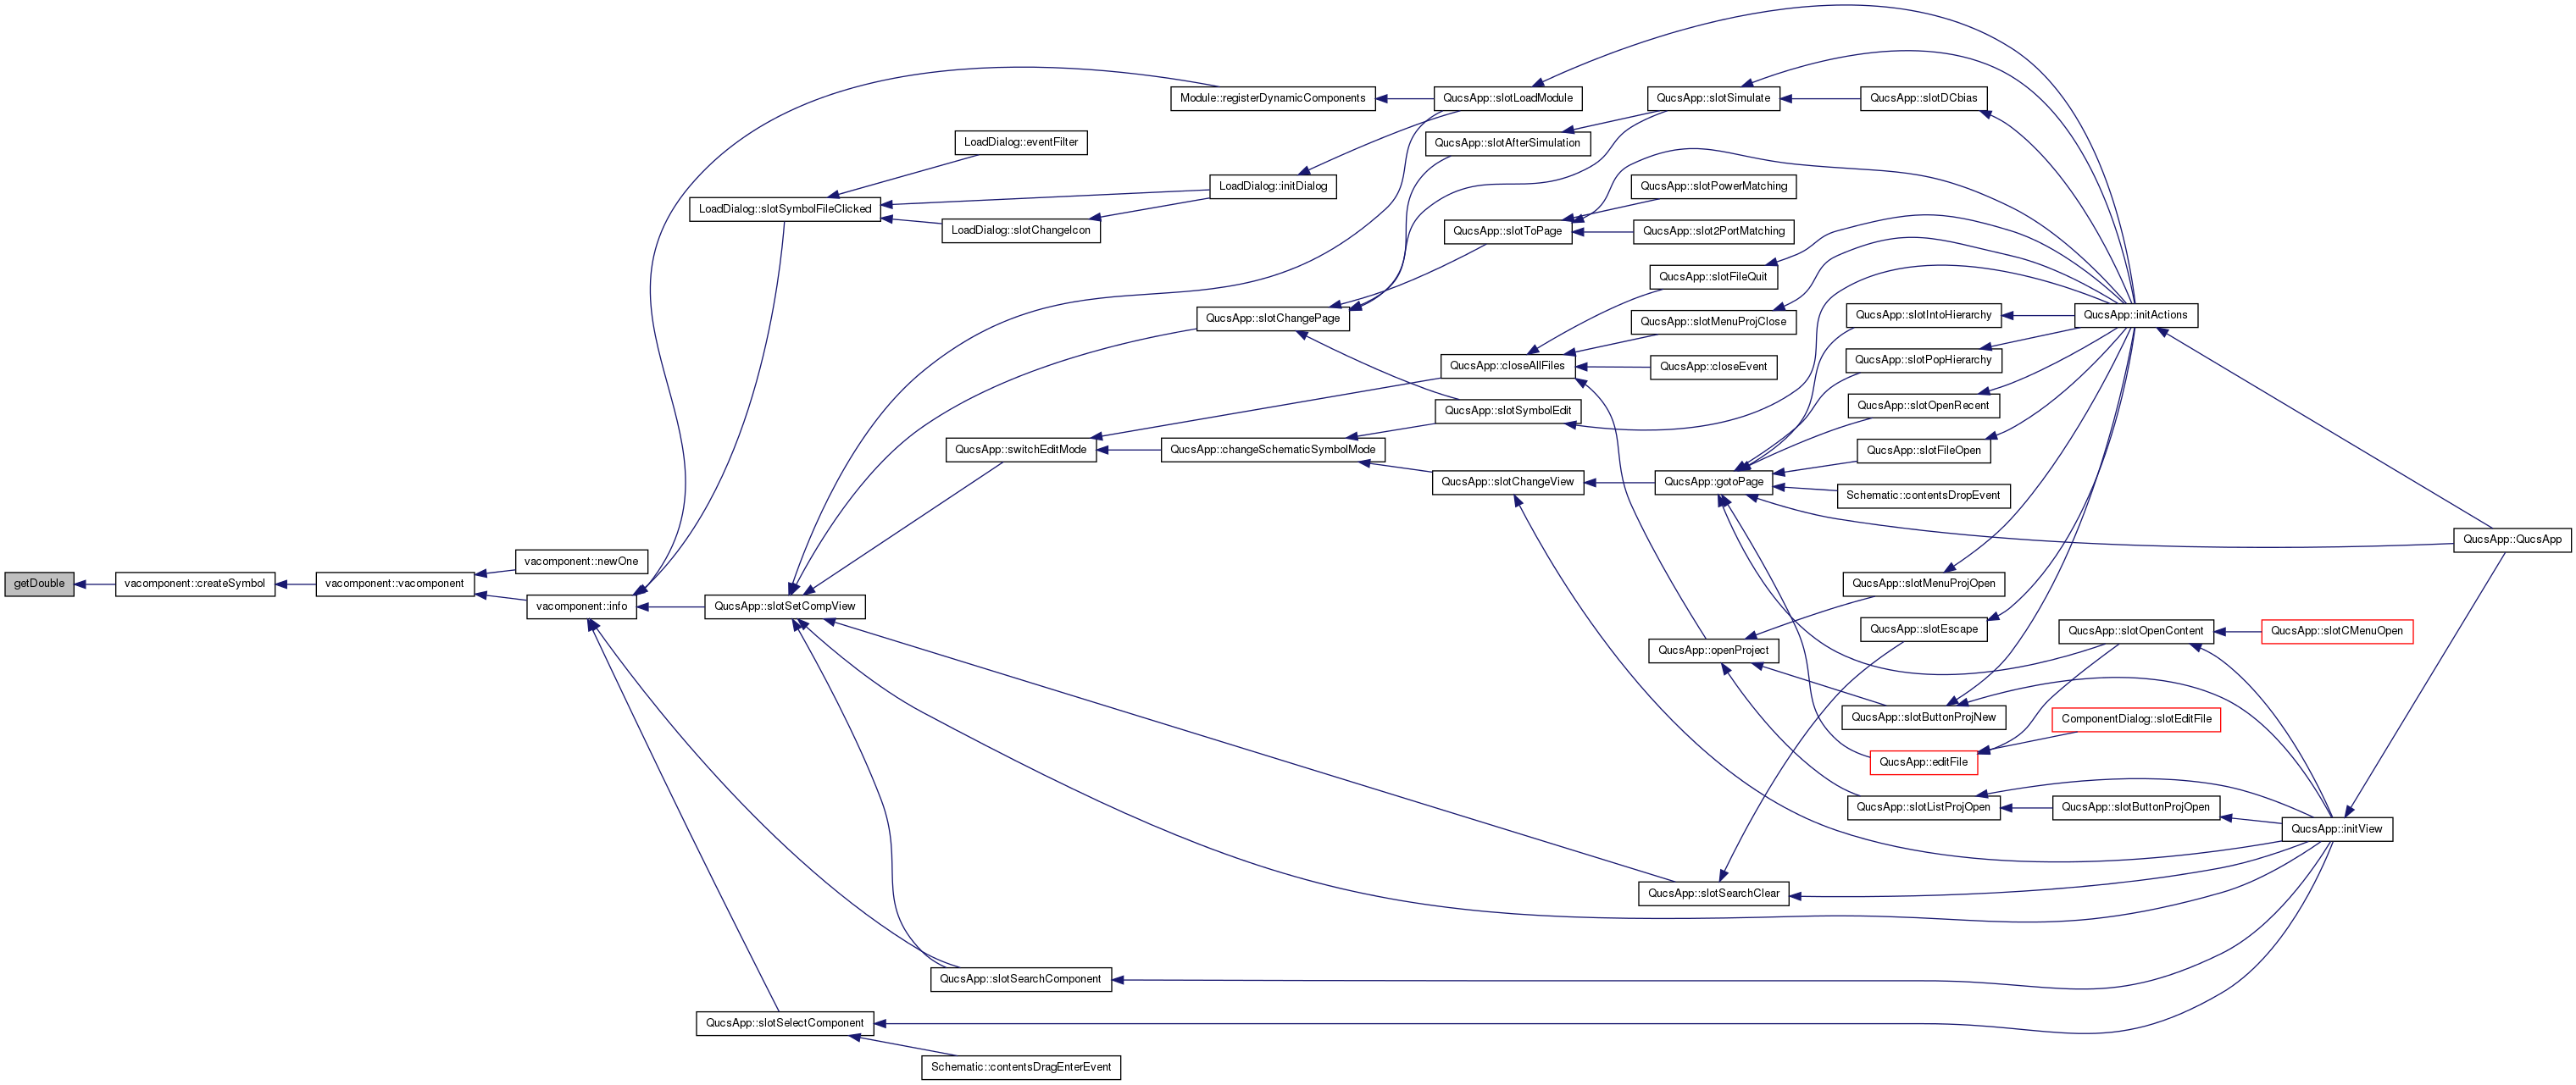 getDouble
vacomponent::createSymbol
vacomponent::vacomponent
vacomponent::newOne
vacomponent::info
Module::registerDynamicComponents
LoadDialog::eventFilter
LoadDialog::slotSymbolFileClicked
LoadDialog::initDialog
LoadDialog::slotChangeIcon
QucsApp::slotSetCompView
QucsApp::slotChangePage
QucsApp::switchEditMode
QucsApp::changeSchematicSymbolMode
QucsApp::slotSearchComponent
QucsApp::slotSelectComponent
Schematic::contentsDragEnterEvent
QucsApp::slotLoadModule
QucsApp::slotAfterSimulation
QucsApp::slotToPage
QucsApp::closeAllFiles
QucsApp::slotSymbolEdit
QucsApp::slotChangeView
QucsApp::slotSimulate
QucsApp::slotPowerMatching
QucsApp::slot2PortMatching
QucsApp::slotFileQuit
QucsApp::slotMenuProjClose
QucsApp::closeEvent
QucsApp::gotoPage
QucsApp::openProject
QucsApp::slotSearchClear
QucsApp::slotDCbias
QucsApp::slotIntoHierarchy
QucsApp::slotPopHierarchy
QucsApp::slotOpenRecent
QucsApp::slotFileOpen
Schematic::contentsDropEvent
QucsApp::slotMenuProjOpen
QucsApp::slotEscape
QucsApp::slotButtonProjNew
QucsApp::editFile
QucsApp::slotListProjOpen
QucsApp::initActions
QucsApp::slotOpenContent
ComponentDialog::slotEditFile
QucsApp::slotButtonProjOpen
QucsApp::slotCMenuOpen
QucsApp::initView
QucsApp::QucsApp